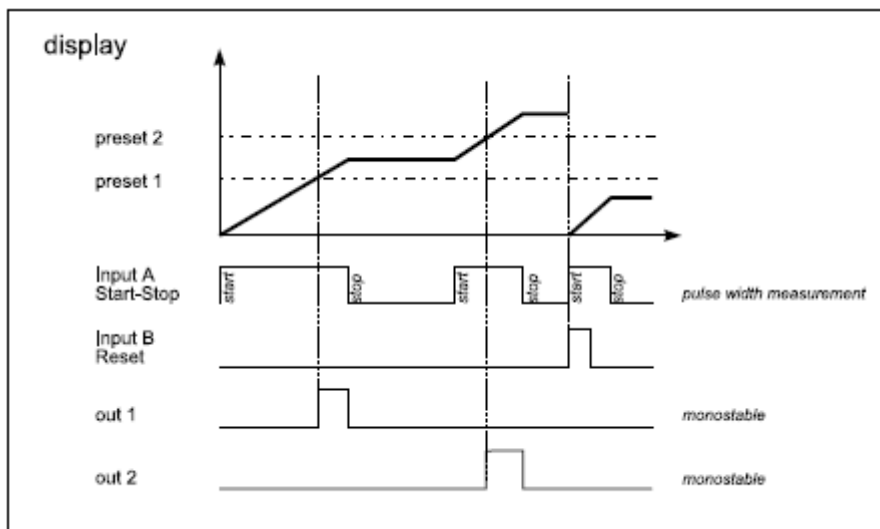 display
preset 2
preset 1
Input A
Start-Stop
start
stop
start
stop
start
stop
pulse width measurement
Input B
Reset
out 1
monostable
out 2
monostable